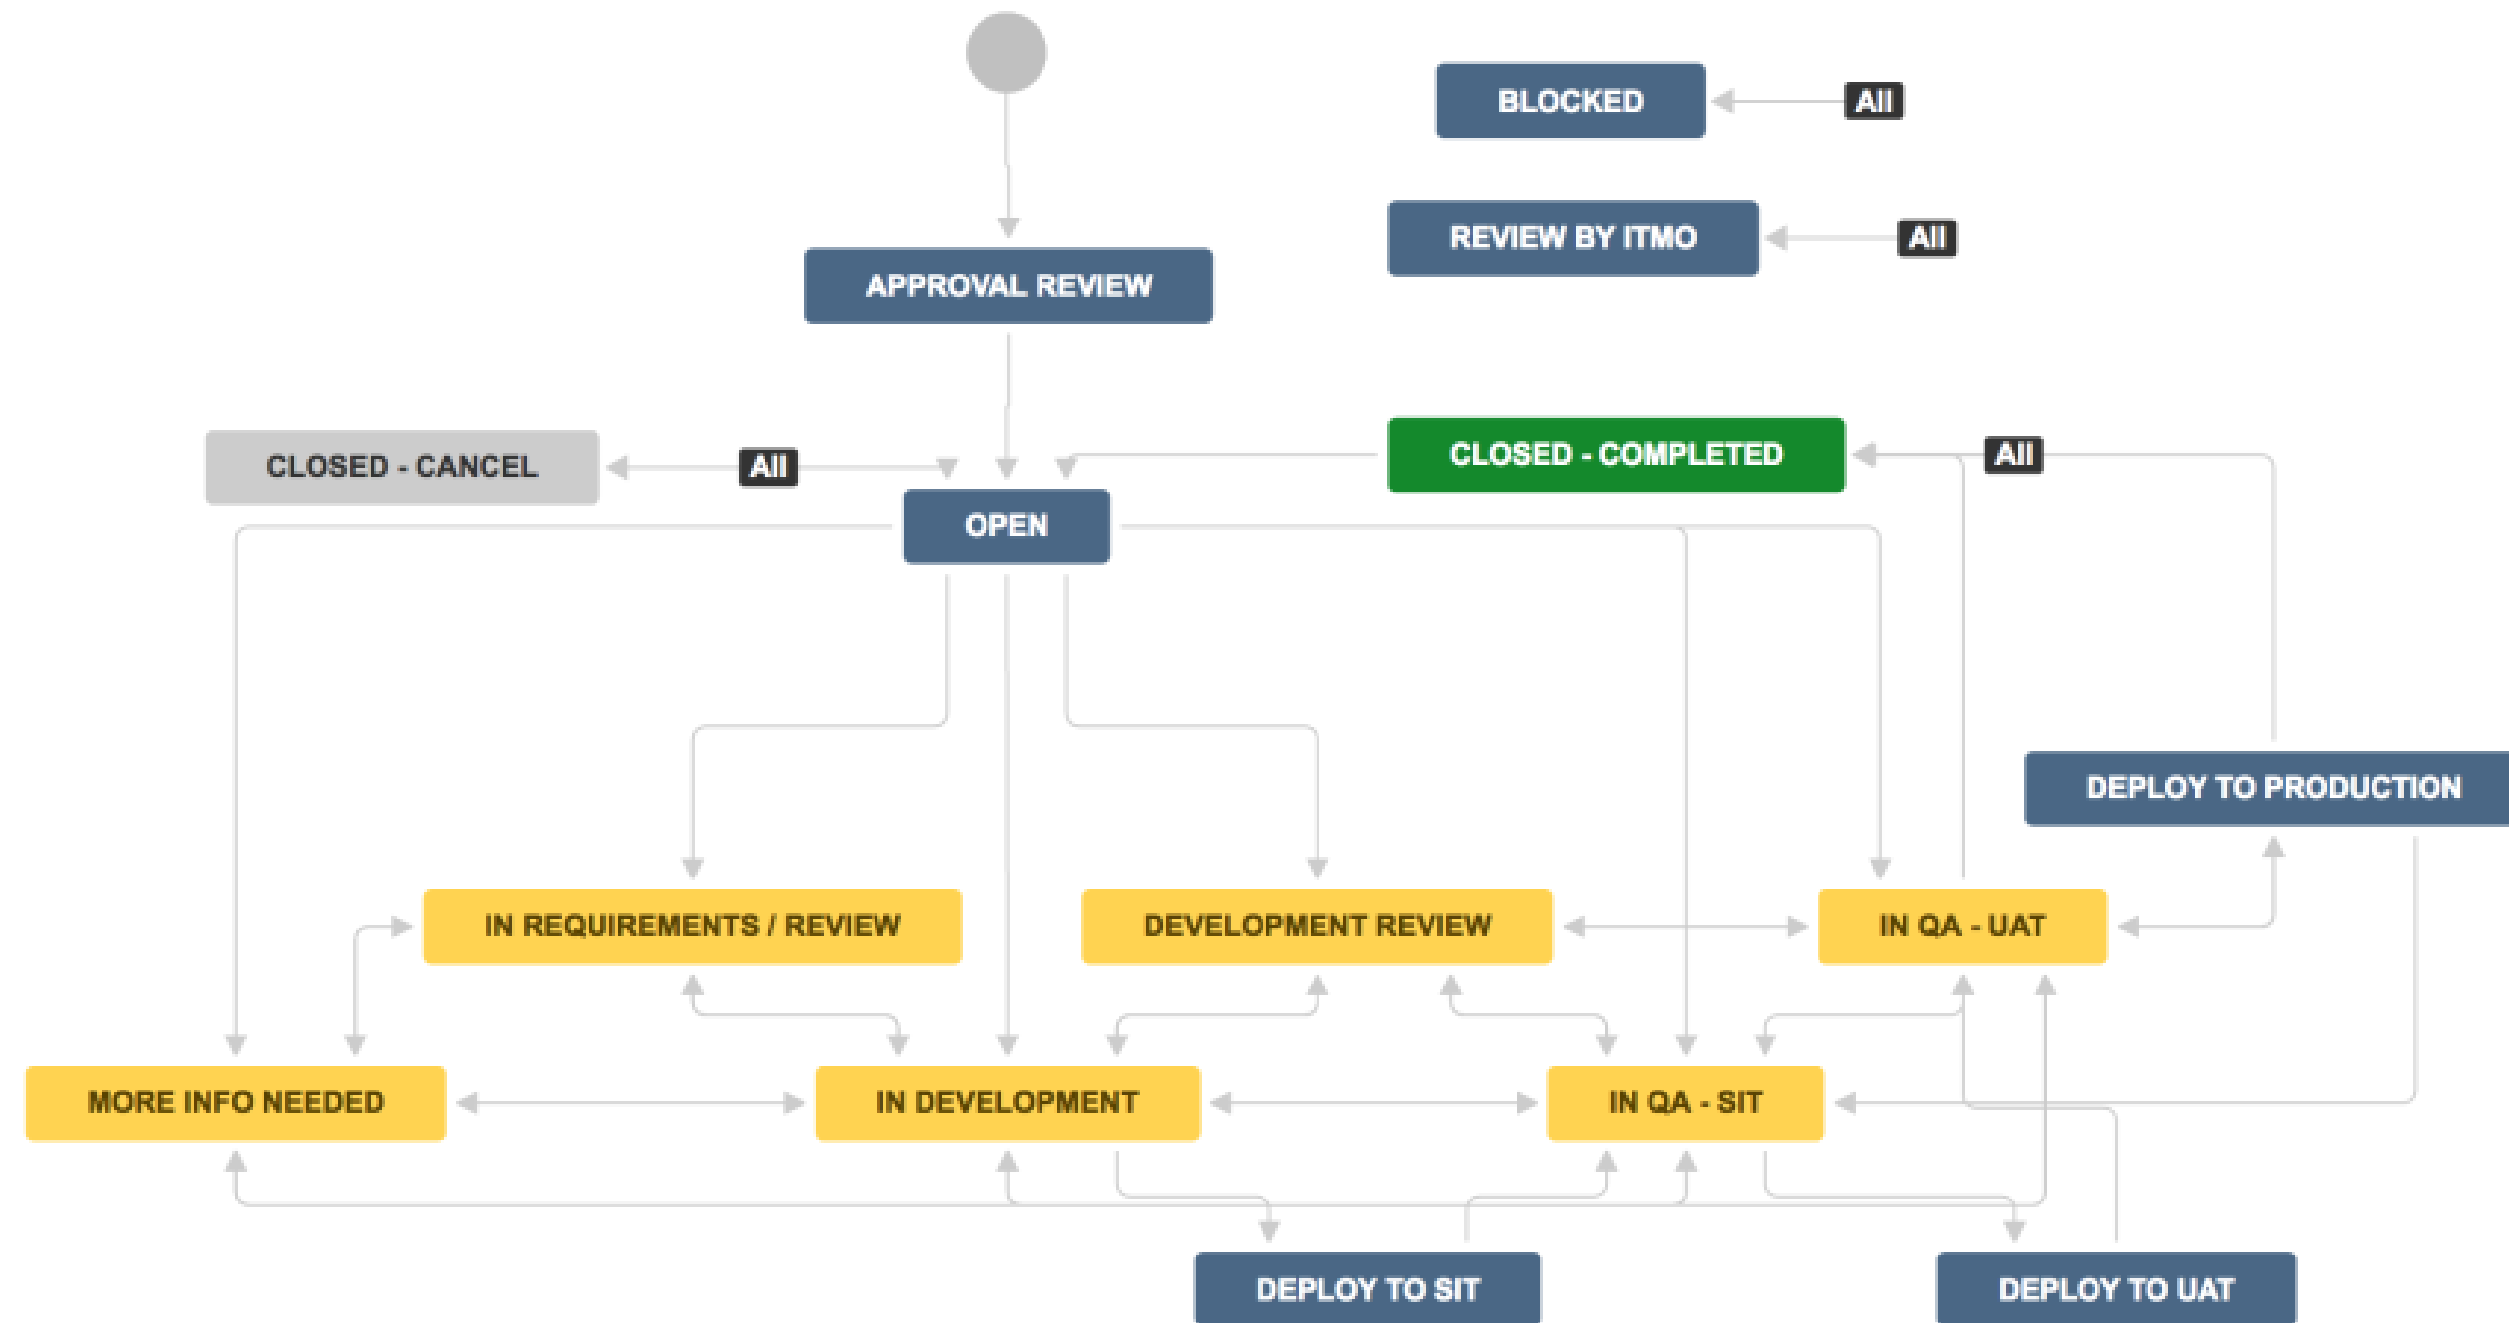 BLOCKED
All
REVIEW BY ITMO
All
APPROVAL REVIEW
CLOSED - CANCEL
All
CLOSED - COMPLETED
All
OPEN
DEPLOY TO PRODUCTION
IN REQUIREMENTS / REVIEW
DEVELOPMENT REVIEW
IN QA - UAT
MORE INFO NEEDED
IN DEVELOPMENT
IN QA - SIT
DEPLOY TO SIT
DEPLOY TO UAT